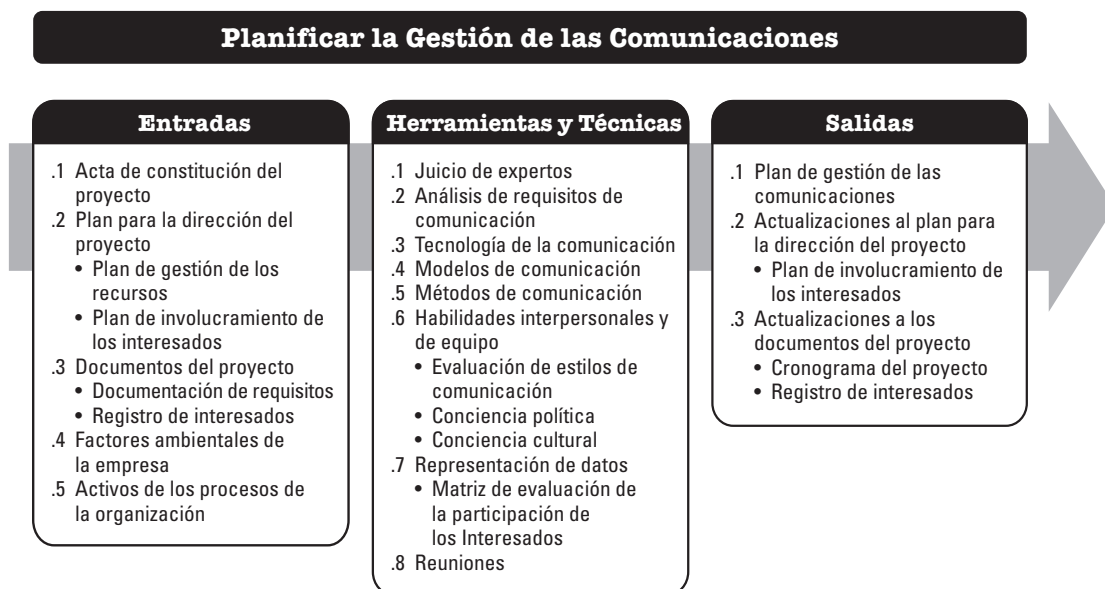 Planificar la Gestión de las Comunicaciones
Entradas
.1 Acta de constitución del
proyecto
.2 Plan para la dirección del
proyecto
• Plan de gestión de los
recursos
• Plan de involucramiento de
los interesados
.3 Documentos del proyecto
• Documentación de requisitos
• Registro de interesados
.4 Factores ambientales de
la empresa
.5 Activos de los procesos de
la organización
Herramientas y Técnicas
.1 Juicio de expertos
.2 Análisis de requisitos de
comunicación
.3 Tecnología de la comunicación
.4 Modelos de comunicación
.5 Métodos de comunicación
.6 Habilidades interpersonales y
de equipo
• Evaluación de estilos de
comunicación
• Conciencia política
• Conciencia cultural
.7 Representación de datos
• Matriz de evaluación de
la participación de
los Interesados
.8 Reuniones
Salidas
.1 Plan de gestión de las
comunicaciones
.2 Actualizaciones al plan para
la dirección del proyecto
• Plan de involucramiento de
los interesados
.3 Actualizaciones a los
documentos del proyecto
• Cronograma del proyecto
• Registro de interesados